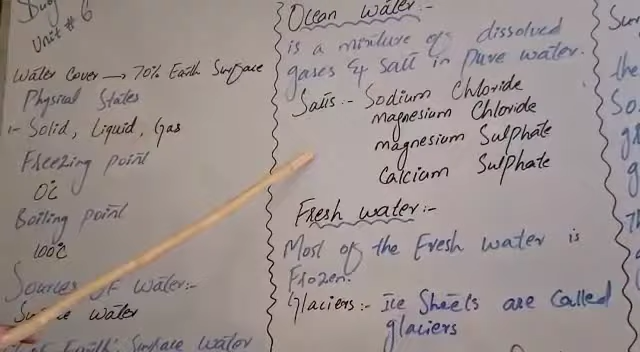 Unit # 6
Water Cover → 70% Earth Surface
Physical States
:- Solid, Liquid, Gas
Freezing point
0°C
Boiling point
100°C
Sources of water:-
Surface water
Earth's Surface water
Ocean water:-
is a mixture of dissolved
gases & salt in pure water.
Salts:- Sodium Chloride
magnesium Chloride
magnesium Sulphate
Calcium Sulphate
Fresh water:-
Most of the Fresh water is
Frozen.
Glaciers:- Ice Sheels are called
glaciers
the
So